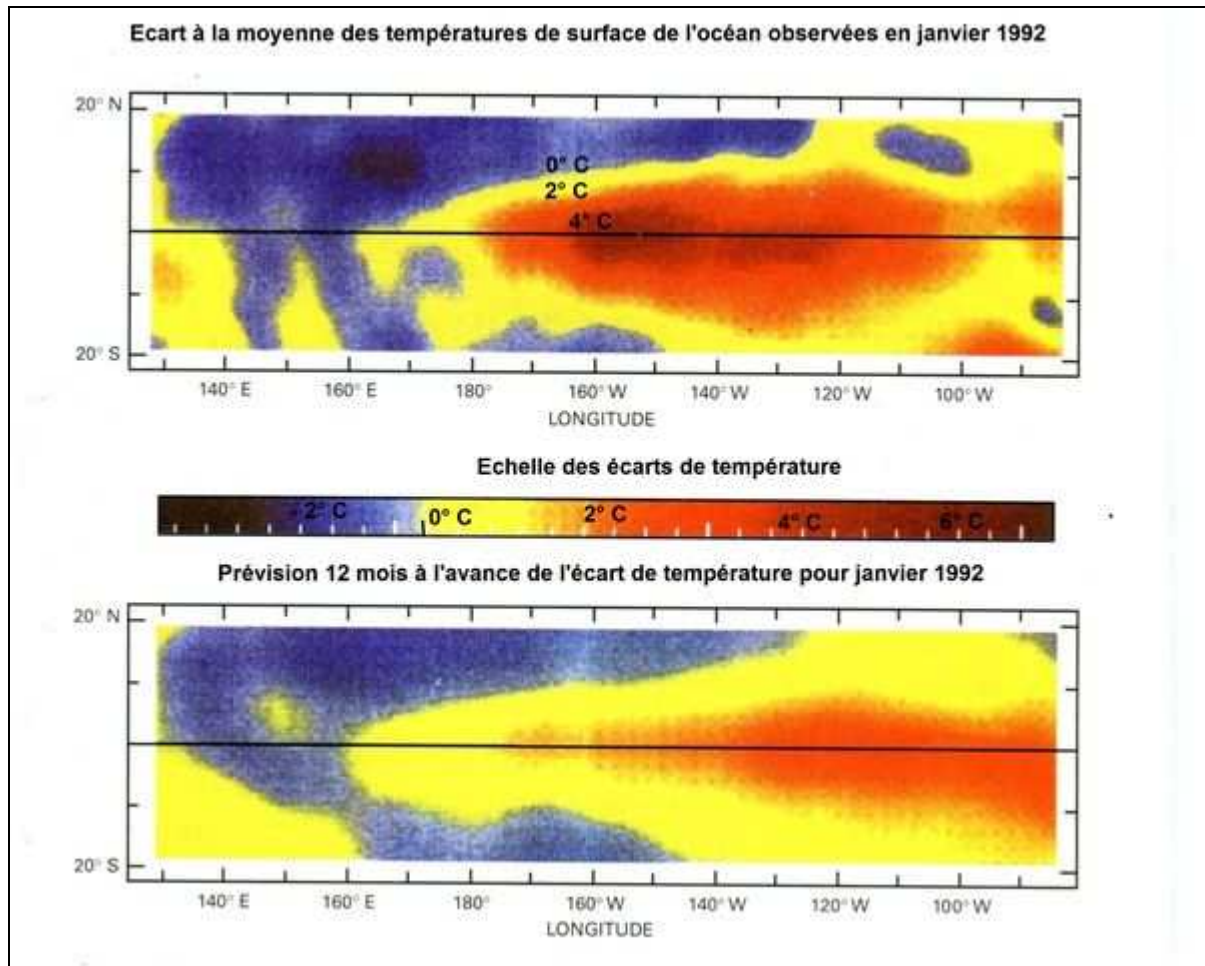 Ecart à la moyenne des températures de surface de l'océan observées en janvier 1992
20° N
0° C
2° C
4° C
20° S
140° E 160° E 180° 160° W 140° W 120° W 100° W
LONGITUDE
Echelle des écarts de température
- 2° C 0° C 2° C 4° C 6° C
Prévision 12 mois à l'avance de l'écart de température pour janvier 1992
20° N
20° S
140° E 160° E 180° 160° W 140° W 120° W 100° W
LONGITUDE